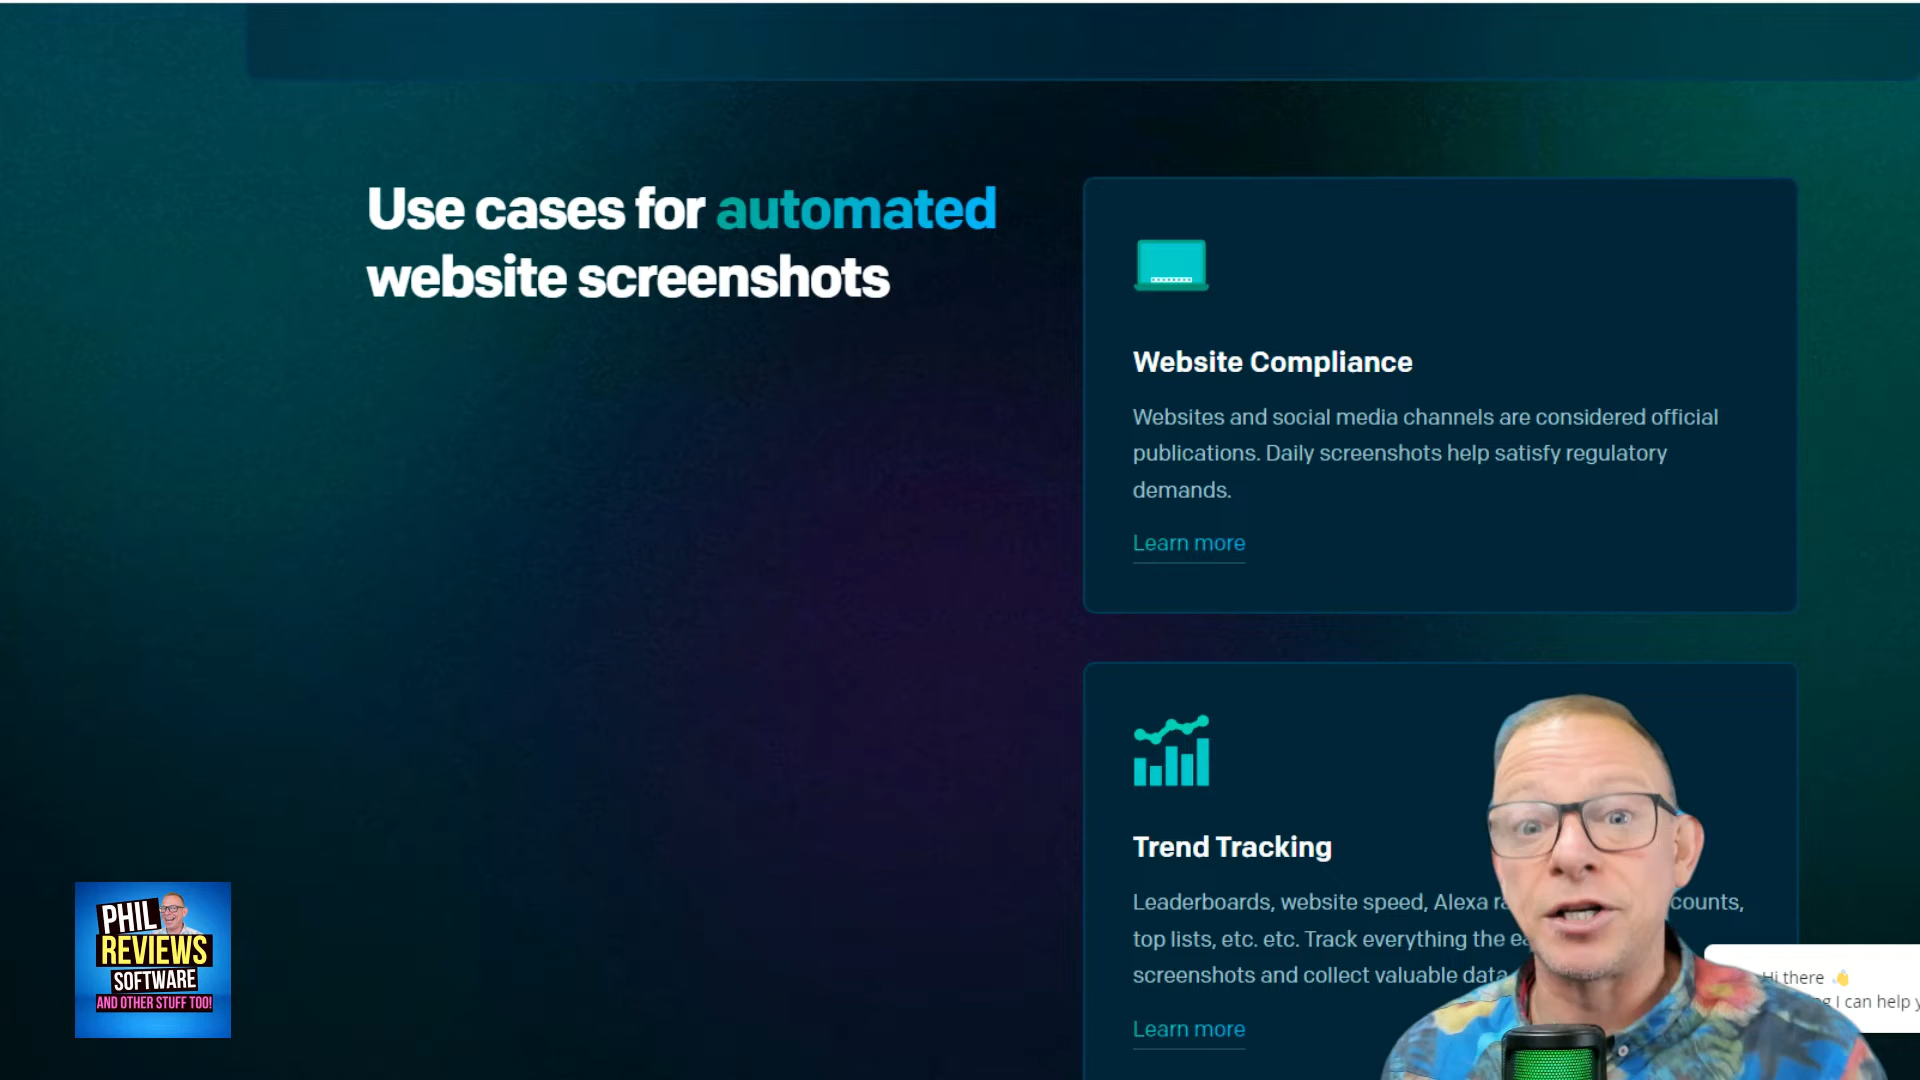 Use cases for automated
website screenshots
Website Compliance
Websites and social media channels are considered official
publications. Daily screenshots help satisfy regulatory
demands.
Learn more
Trend Tracking
Leaderboards, website speed, Alexa
top lists, etc. etc. Track everything the
screenshots and collect valuable data
Learn more
Hi there 👋
I can help
PHIL
REVIEWS
SOFTWARE
AND OTHER STUFF TOO!